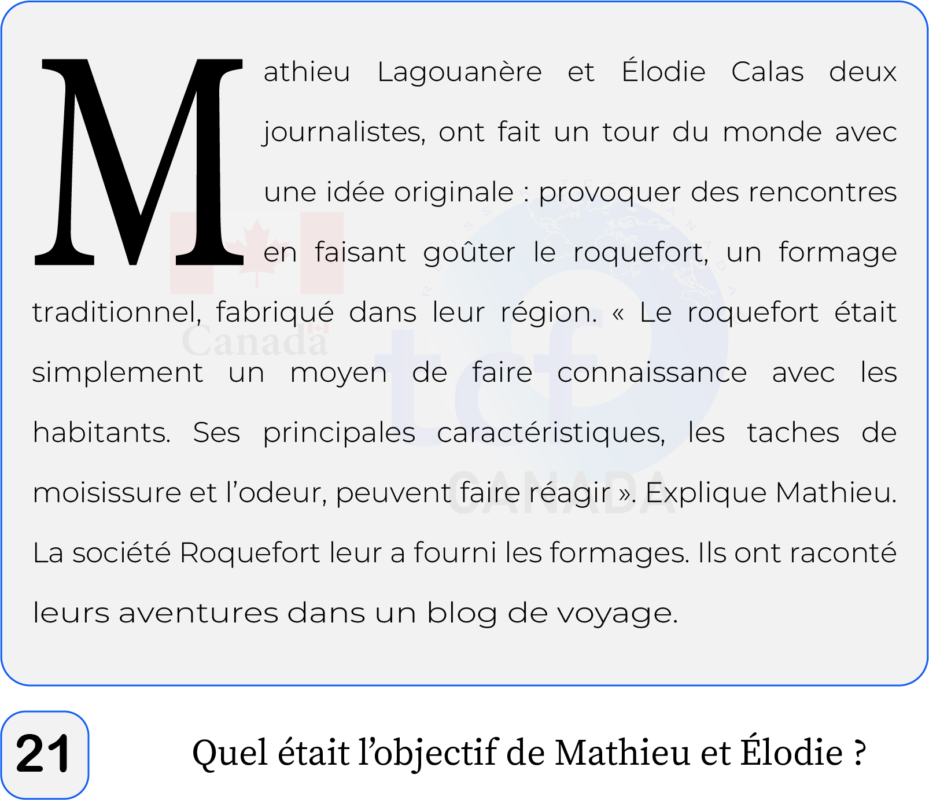 Mathieu Lagouanère et Élodie Calas deux
journalistes, ont fait un tour du monde avec
une idée originale : provoquer des rencontres
en faisant goûter le roquefort, un formage
traditionnel, fabriqué dans leur région. « Le roquefort était
simplement un moyen de faire connaissance avec les
habitants. Ses principales caractéristiques, les taches de
moisissure et l’odeur, peuvent faire réagir ». Explique Mathieu.
La société Roquefort leur a fourni les formages. Ils ont raconté
leurs aventures dans un blog de voyage.
Canada
tcf
CANADA
21
Quel était l’objectif de Mathieu et Élodie ?